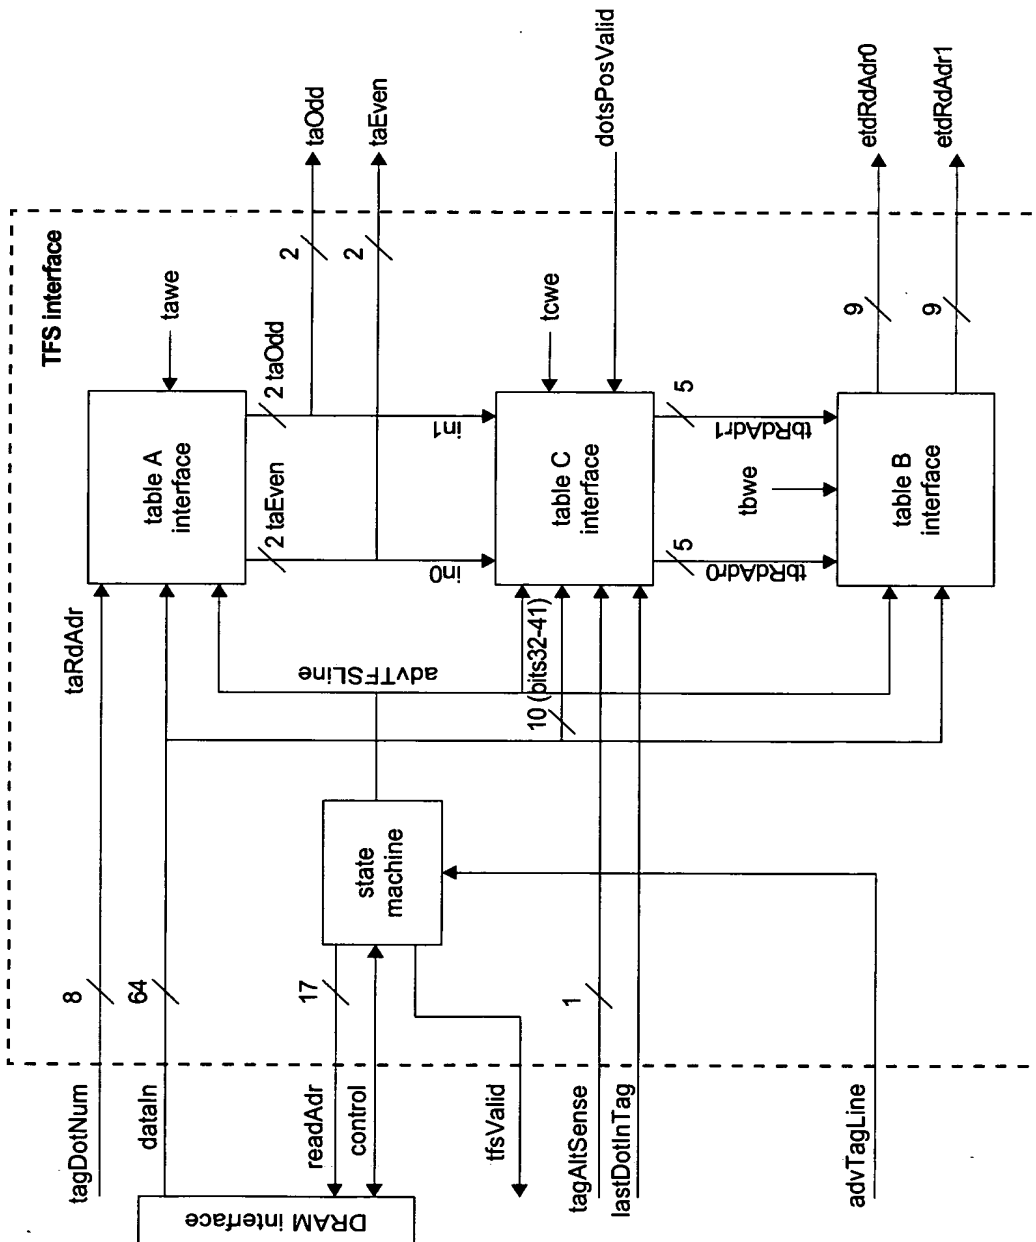 TFS interface
tagDotNum
8
taRdAdr
dataIn
64
DRAM interface
readAdr
17
control
tfsValid
tagAltSense
1
lastDotInTag
advTagLine
state
machine
advTFSLine
10 (bits32-41)
table A
interface
tawe
2 taEven
2 taOdd
2
taOdd
2
taEven
in0
in1
table C
interface
tcwe
dotsPosValid
5
tbRdAdr0
5
tbRdAdr1
tbwe
table B
interface
9
etdRdAdr0
9
etdRdAdr1